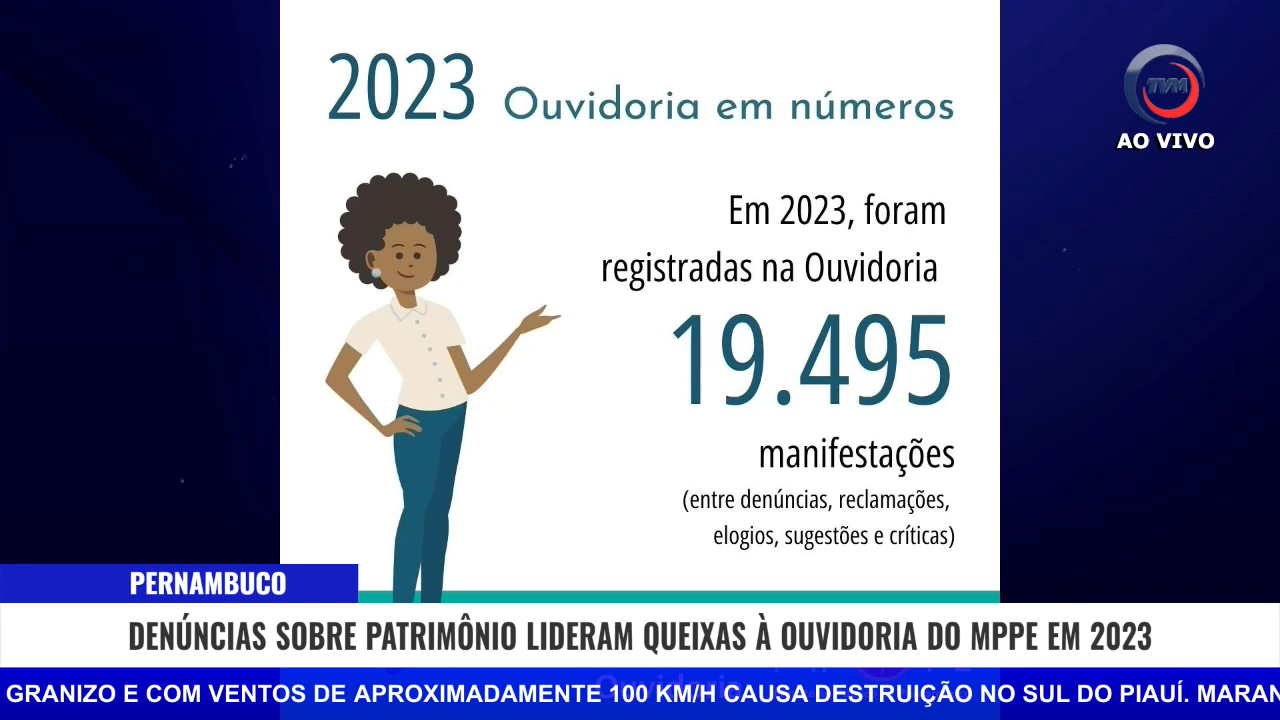 2023 Ouvidoria em números
TVM
AO VIVO
Em 2023, foram
registradas na Ouvidoria
19.495
manifestações
(entre denúncias, reclamações,
elogios, sugestões e críticas)
PERNAMBUCO
DENÚNCIAS SOBRE PATRIMÔNIO LIDERAM QUEIXAS À OUVIDORIA DO MPPE EM 2023
GRANIZO E COM VENTOS DE APROXIMADAMENTE 100 KM/H CAUSA DESTRUIÇÃO NO SUL DO PIAUÍ. MARAN